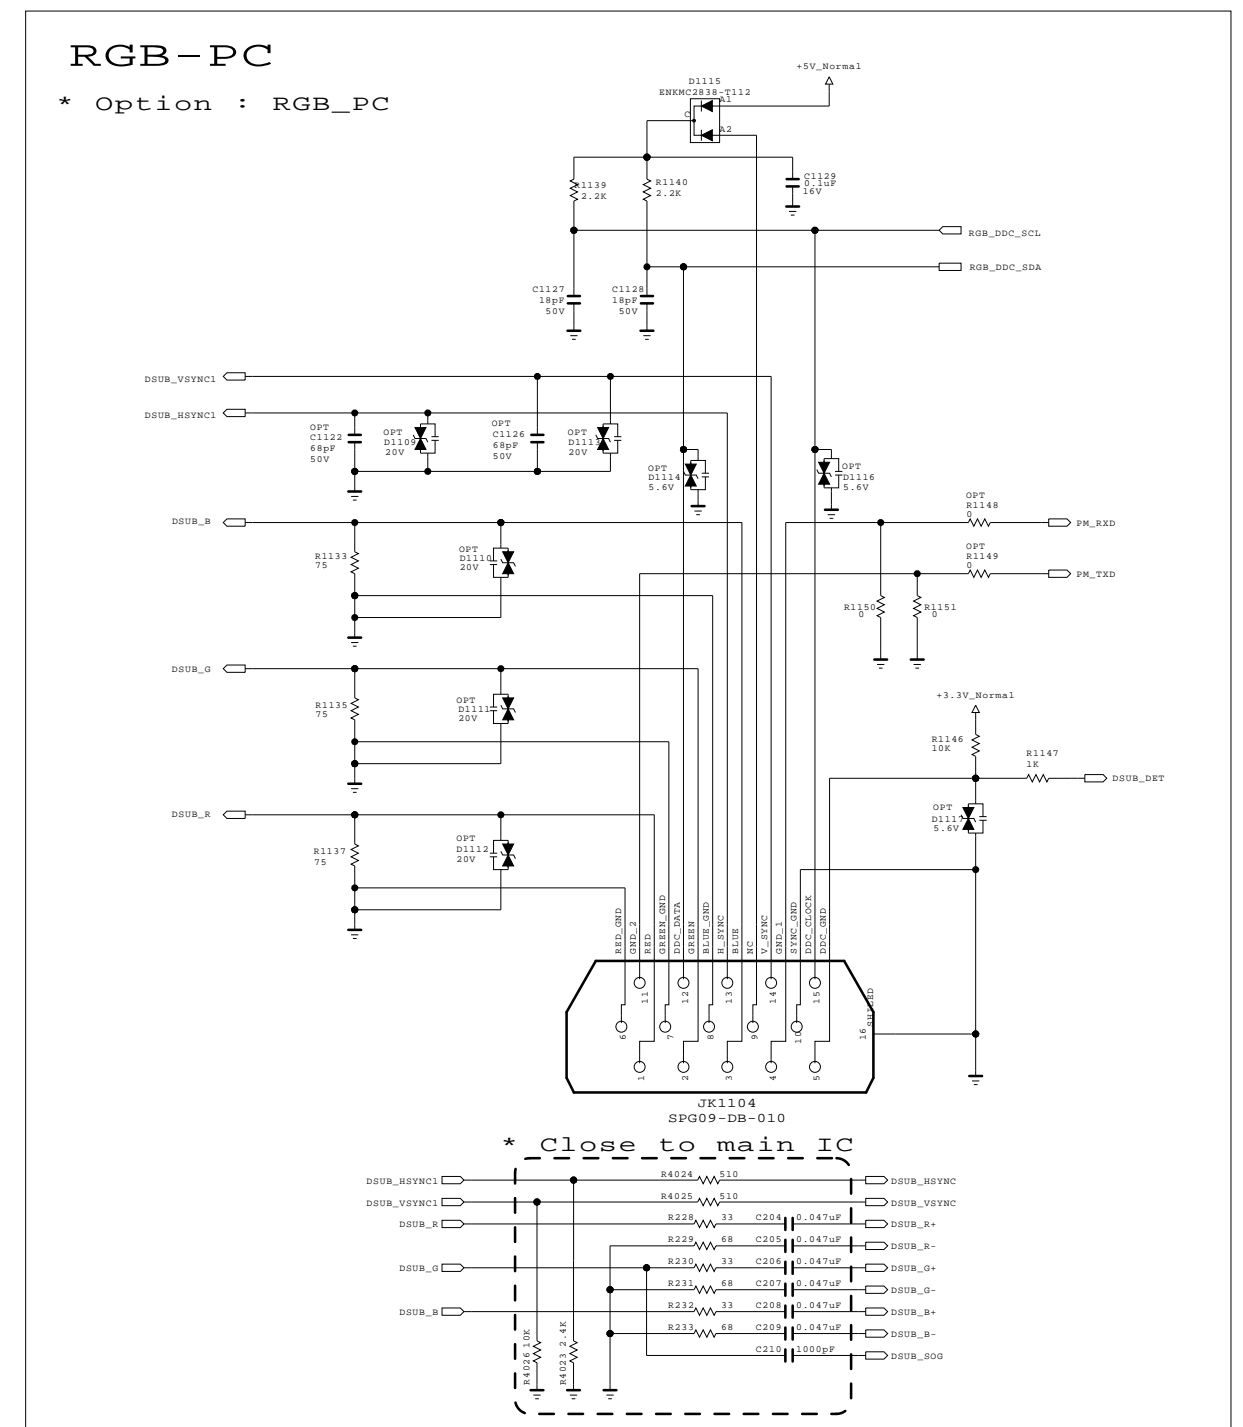 RGB-PC
* Option : RGB_PC
+5V_Normal
D1115
ENKMC2838-T112
A1
C
A2
R1139
2.2K
R1140
2.2K
C1129
0.1uF
16V
RGB_DDC_SCL
RGB_DDC_SDA
C1127
18pF
50V
C1128
18pF
50V
DSUB_VSYNC1
DSUB_HSYNC1
OPT
C1122
68pF
50V
OPT
D1109
20V
OPT
C1126
68pF
50V
OPT
D1113
20V
OPT
D1114
5.6V
OPT
D1116
5.6V
DSUB_B
R1133
75
OPT
D1110
20V
OPT
R1148
0
PM_RXD
OPT
R1149
0
PM_TXD
R1150
0
R1151
0
DSUB_G
R1135
75
OPT
D1111
20V
+3.3V_Normal
R1146
10K
R1147
1K
DSUB_DET
OPT
D1117
5.6V
DSUB_R
R1137
75
OPT
D1112
20V
RED_GND
GND_2
RED
GREEN_GND
DDC_DATA
GREEN
BLUE_GND
H_SYNC
BLUE
NC
V_SYNC
GND_1
SYNC_GND
DDC_CLOCK
DDC_GND
11
12
13
14
15
6
7
8
9
10
16
SHILED
1
2
3
4
5
JK1104
SPG09-DB-010
* Close to main IC
DSUB_HSYNC1 R4024 510 DSUB_HSYNC
DSUB_VSYNC1 R4025 510 DSUB_VSYNC
DSUB_R R228 33 C204 0.047uF DSUB_R+
R229 68 C205 0.047uF DSUB_R-
DSUB_G R230 33 C206 0.047uF DSUB_G+
R231 68 C207 0.047uF DSUB_G-
DSUB_B R232 33 C208 0.047uF DSUB_B+
R233 68 C209 0.047uF DSUB_B-
C210 1000pF DSUB_SOG
R4026 10K
R4023 2.4K